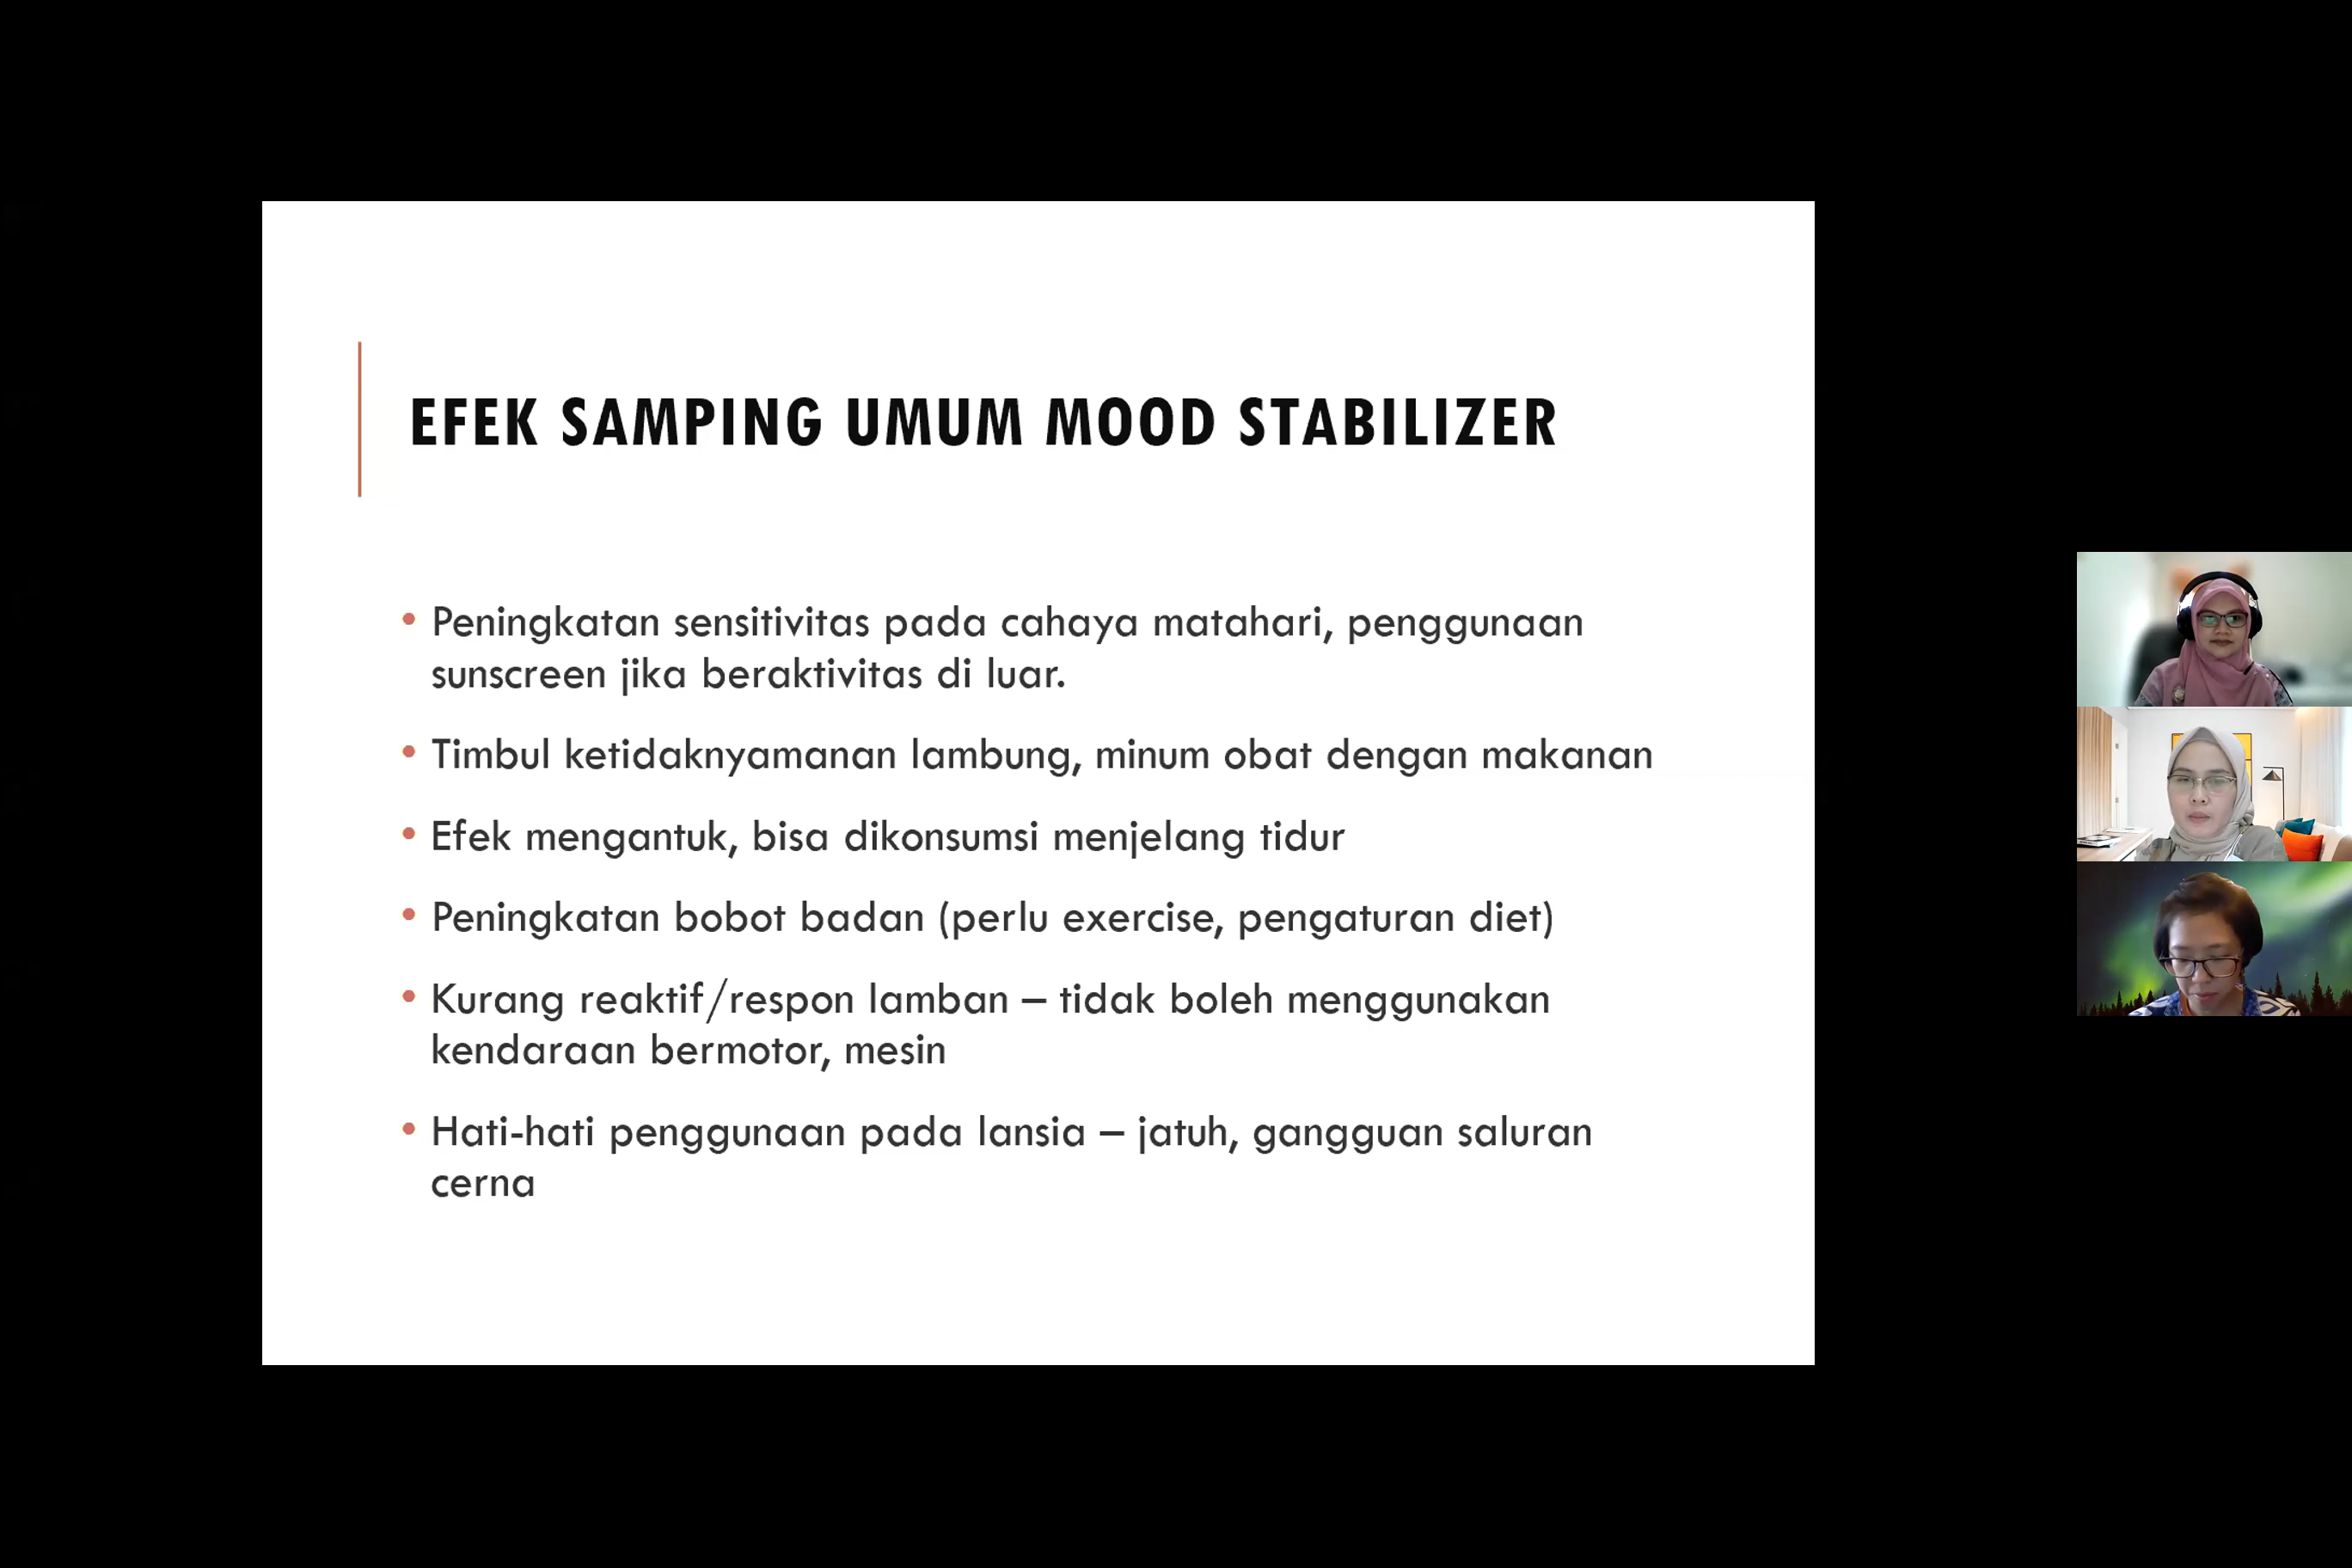 EFEK SAMPING UMUM MOOD STABILIZER
• Peningkatan sensitivitas pada cahaya matahari, penggunaan
sunscreen jika beraktivitas di luar.
• Timbul ketidaknyamanan lambung, minum obat dengan makanan
• Efek mengantuk, bisa dikonsumsi menjelang tidur
• Peningkatan bobot badan (perlu exercise, pengaturan diet)
• Kurang reaktif/respon lamban – tidak boleh menggunakan
kendaraan bermotor, mesin
• Hati-hati penggunaan pada lansia – jatuh, gangguan saluran
cerna